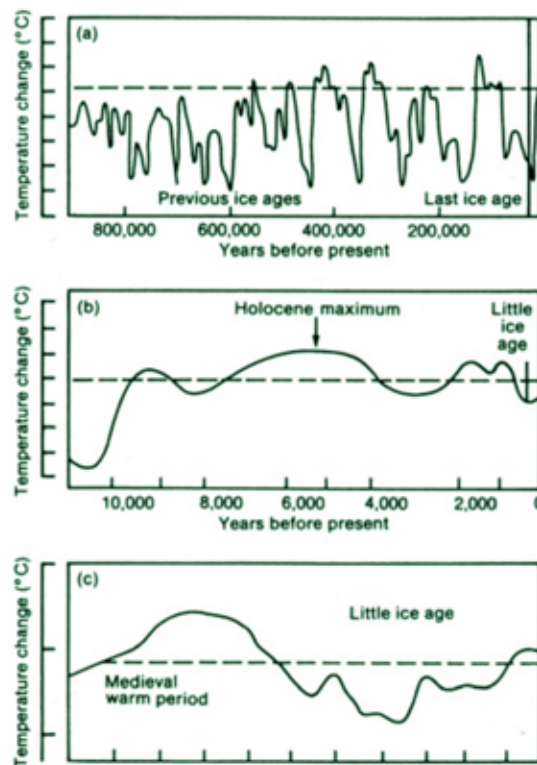 (a)
Temperature change (°C)
Previous ice ages
Last ice age
800,000
600,000
400,000
200,000
Years before present
(b)
Temperature change (°C)
Holocene maximum
Little
ice
age
10,000
8,000
6,000
4,000
2,000
0
Years before present
(c)
Temperature change (°C)
Little ice age
Medieval
warm period